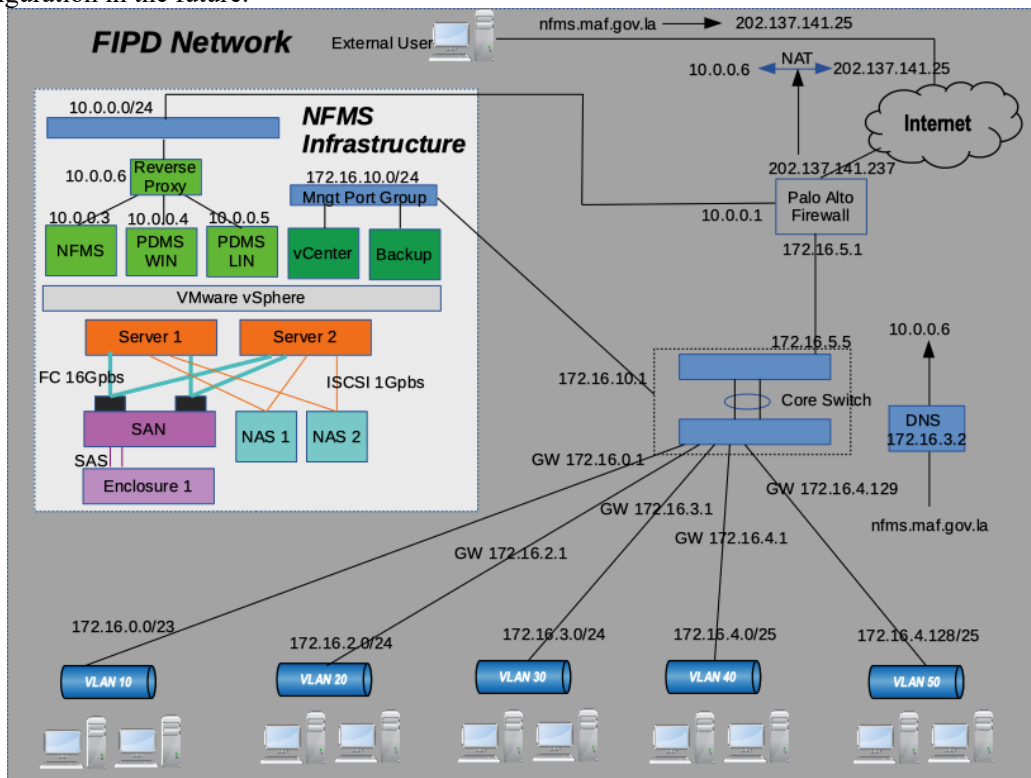 guration in the future.
FIPD Network
External User
nfms.maf.gov.la
202.137.141.25
NAT
10.0.0.6
202.137.141.25
Internet
202.137.141.237
Palo Alto
Firewall
10.0.0.1
172.16.5.1
10.0.0.0/24
NFMS
Infrastructure
Reverse
Proxy
10.0.0.6
172.16.10.0/24
Mngt Port Group
10.0.0.3
10.0.0.4
10.0.0.5
NFMS
PDMS
WIN
PDMS
LIN
vCenter
Backup
VMware vSphere
Server 1
Server 2
FC 16Gpbs
ISCSI 1Gpbs
SAN
NAS 1
NAS 2
SAS
Enclosure 1
172.16.5.5
172.16.10.1
Core Switch
10.0.0.6
DNS
172.16.3.2
nfms.maf.gov.la
GW 172.16.0.1
GW 172.16.2.1
GW 172.16.3.1
GW 172.16.4.1
GW 172.16.4.129
172.16.0.0/23
172.16.2.0/24
172.16.3.0/24
172.16.4.0/25
172.16.4.128/25
VLAN 10
VLAN 20
VLAN 30
VLAN 40
VLAN 50